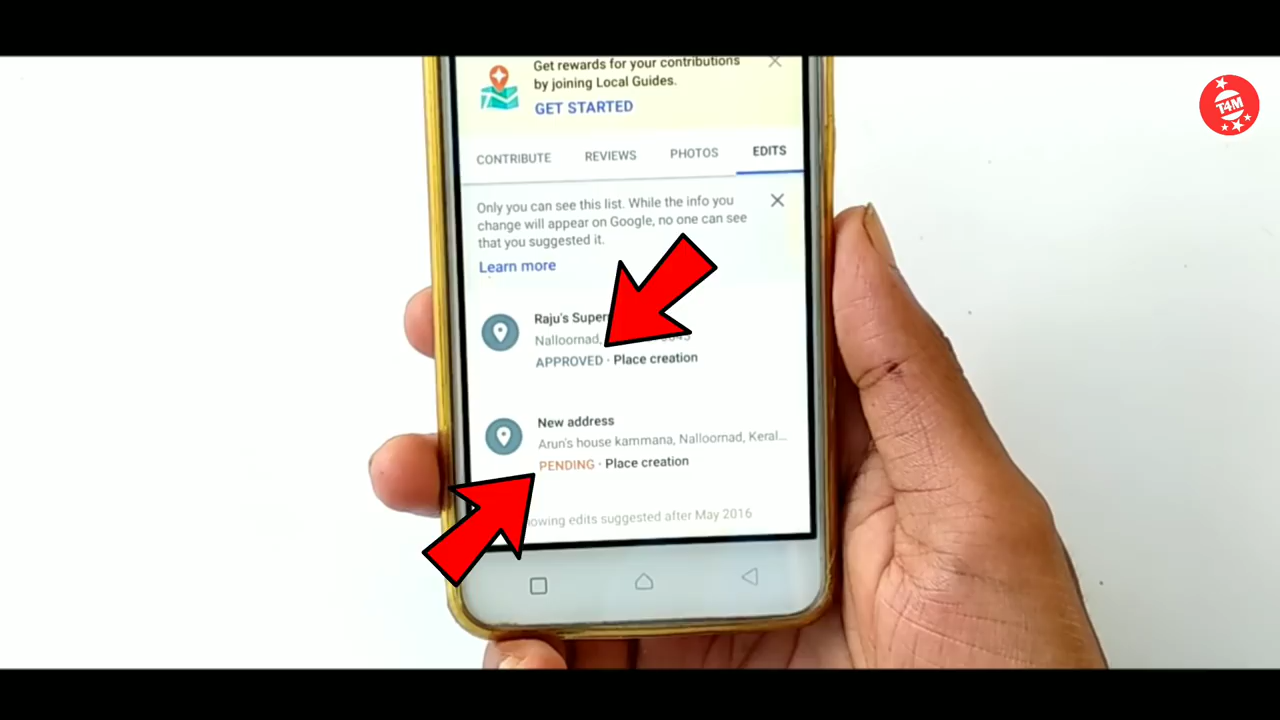 Get rewards for your contributions
by joining Local Guides.
GET STARTED
CONTRIBUTE REVIEWS PHOTOS EDITS
Only you can see this list. While the info you
change will appear on Google, no one can see
that you suggested it.
Learn more
Raju's
Nalloornad,
APPROVED · Place creation
New address
Arun's house kammana, Nalloornad, Keral...
PENDING · Place creation
edits suggested after May 2016
T4M